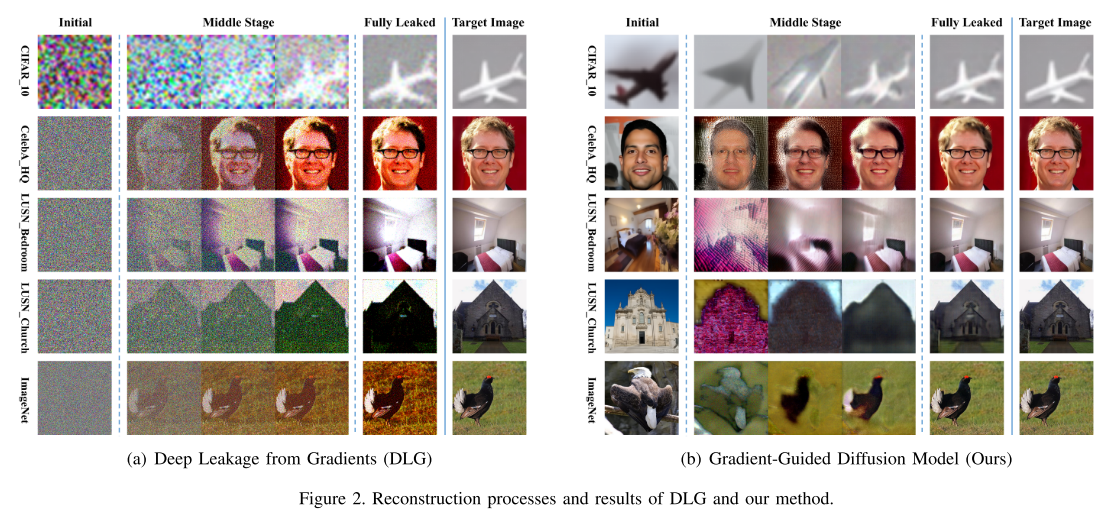 Initial Middle Stage Fully Leaked Target Image
CIFAR_10
CelebA_HQ
LUSN_Bedroom
LUSN_Church
ImageNet
(a) Deep Leakage from Gradients (DLG)
Initial Middle Stage Fully Leaked Target Image
CIFAR_10
CelebA_HQ
LUSN_Bedroom
LUSN_Church
ImageNet
(b) Gradient-Guided Diffusion Model (Ours)
Figure 2. Reconstruction processes and results of DLG and our method.